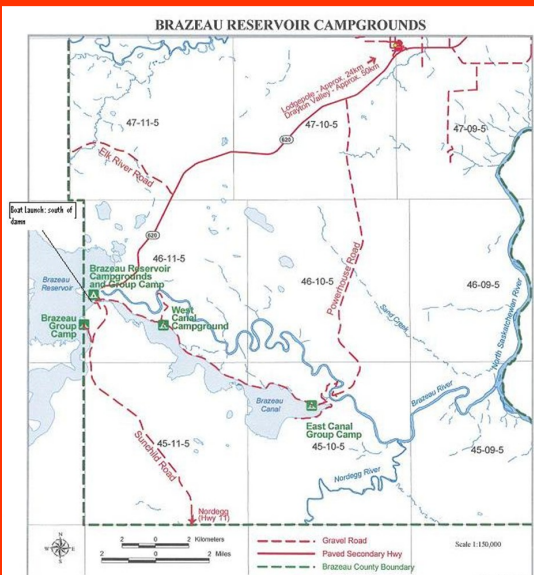 BRAZEAU RESERVOIR CAMPGROUNDS
Lodgepole - Approx. 24km
Drayton Valley - Approx. 50km
47-11-5
47-10-5
47-09-5
620
Elk River Road
Boat Launch: south of
damn
620
46-11-5
Brazeau Reservoir
Campgrounds
and Group Camp
Brazeau
Reservoir
46-10-5
Powerhouse Road
46-09-5
North Saskatchewan River
Sand Creek
West
Canal
Campground
Brazeau
Group
Camp
Brazeau
Canal
Brazeau River
East Canal
Group Camp
45-11-5
45-10-5
45-09-5
Sunchild Road
Nordegg River
Nordegg
(Hwy 11)
N
W
E
S
2 0 2 Kilometers
2 0 2 Miles
Gravel Road
Paved Secondary Hwy
Brazeau County Boundary
Scale 1:150,000